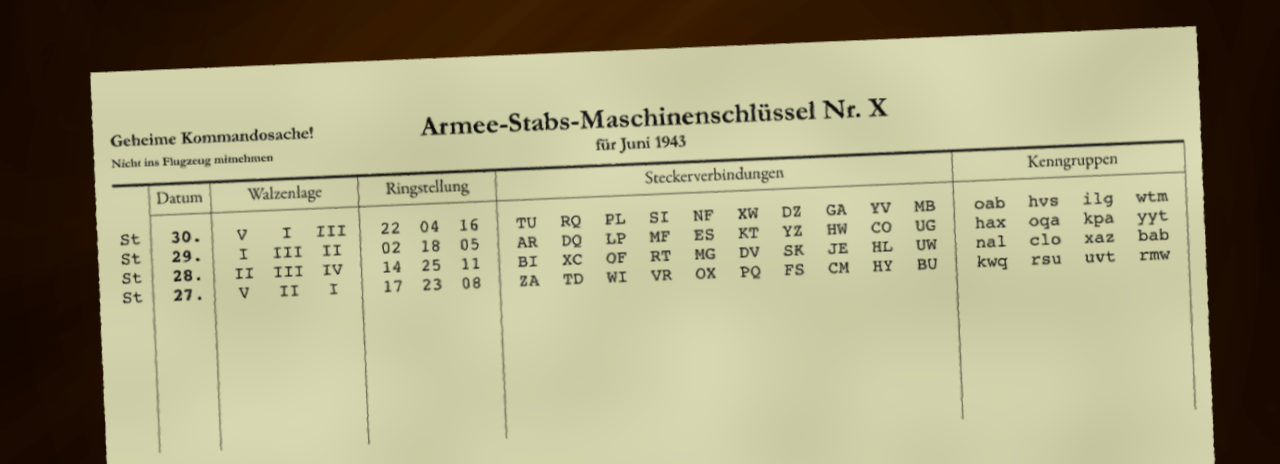 Armee-Stabs-Maschinenschlüssel Nr. X
Geheime Kommandosache!
für Juni 1943
Nicht ins Flugzeug mitnehmen
Datum Walzenlage Ringstellung Steckerverbindungen Kenngruppen
St 30. V I III 22 04 16 TU RQ PL SI NF XW DZ GA YV MB oab hvs ilg wtm
St 29. I III II 02 18 05 AR DQ LP MF ES KT YZ HW CO UG hax oqa kpa yyt
St 28. II III IV 14 25 11 BI XC OF RT MG DV SK JE HL UW nal clo xaz bab
St 27. V II I 17 23 08 ZA TD WI VR OX PQ FS CM HY BU kwq rsu uvt rmw